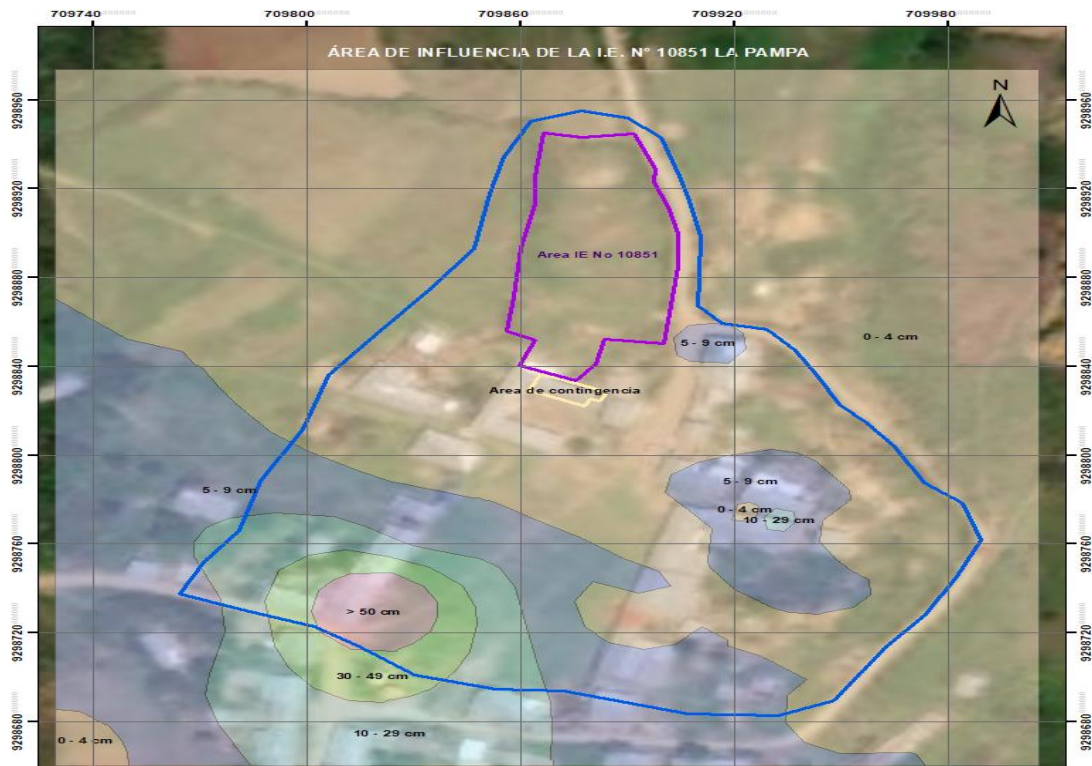 709740 709800 709860 709920 709980
ÁREA DE INFLUENCIA DE LA I.E. N° 10851 LA PAMPA
N
9298960 9298960
9298920 9298920
Area IE No 10851
9298880 9298880
5 - 9 cm
0 - 4 cm
9298840 9298840
Area de contingencia
9298800 9298800
5 - 9 cm
5 - 9 cm
0 - 4 cm
10 - 29 cm
9298760 9298760
> 50 cm
9298720 9298720
30 - 49 cm
9298680 9298680
10 - 29 cm
0 - 4 cm